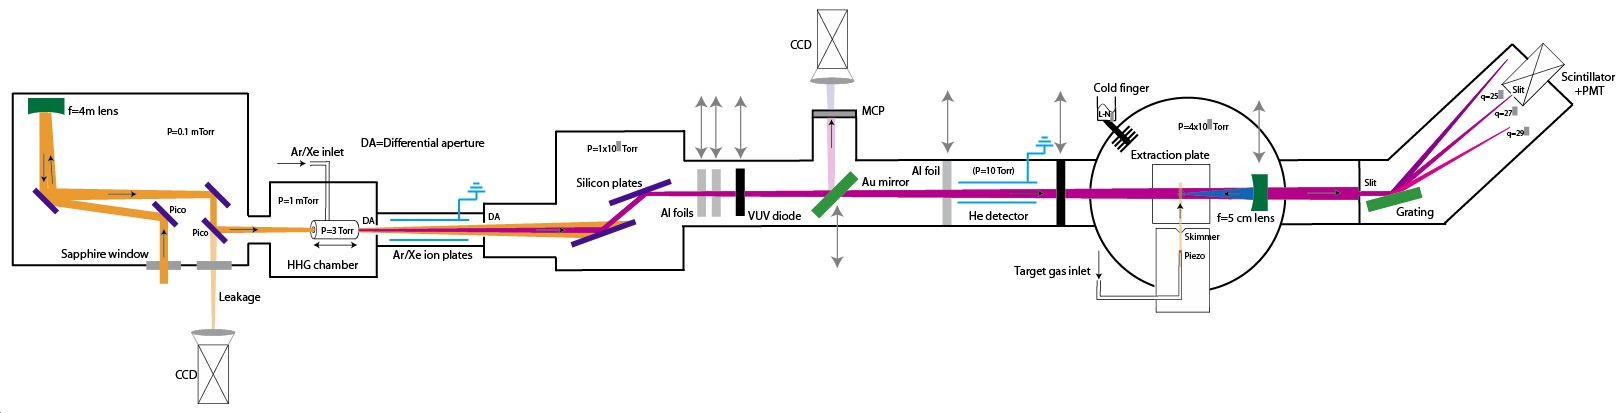 f=4m lens
P=0.1 mTorr
Pico
Pico
Sapphire window
Leakage
CCD
Ar/Xe inlet
P=1 mTorr
P=3 Torr
HHG chamber
DA=Differential aperture
DA
DA
Ar/Xe ion plates
P=1x10 Torr
Silicon plates
Al foils
VUV diode
CCD
MCP
Au mirror
Al foil
(P=10 Torr)
He detector
Cold finger
L-N
P=4x10 Torr
Extraction plate
f=5 cm lens
Skimmer
Piezo
Target gas inlet
Slit
Grating
q=25
q=27
q=29
Slit
Scintillator
+PMT